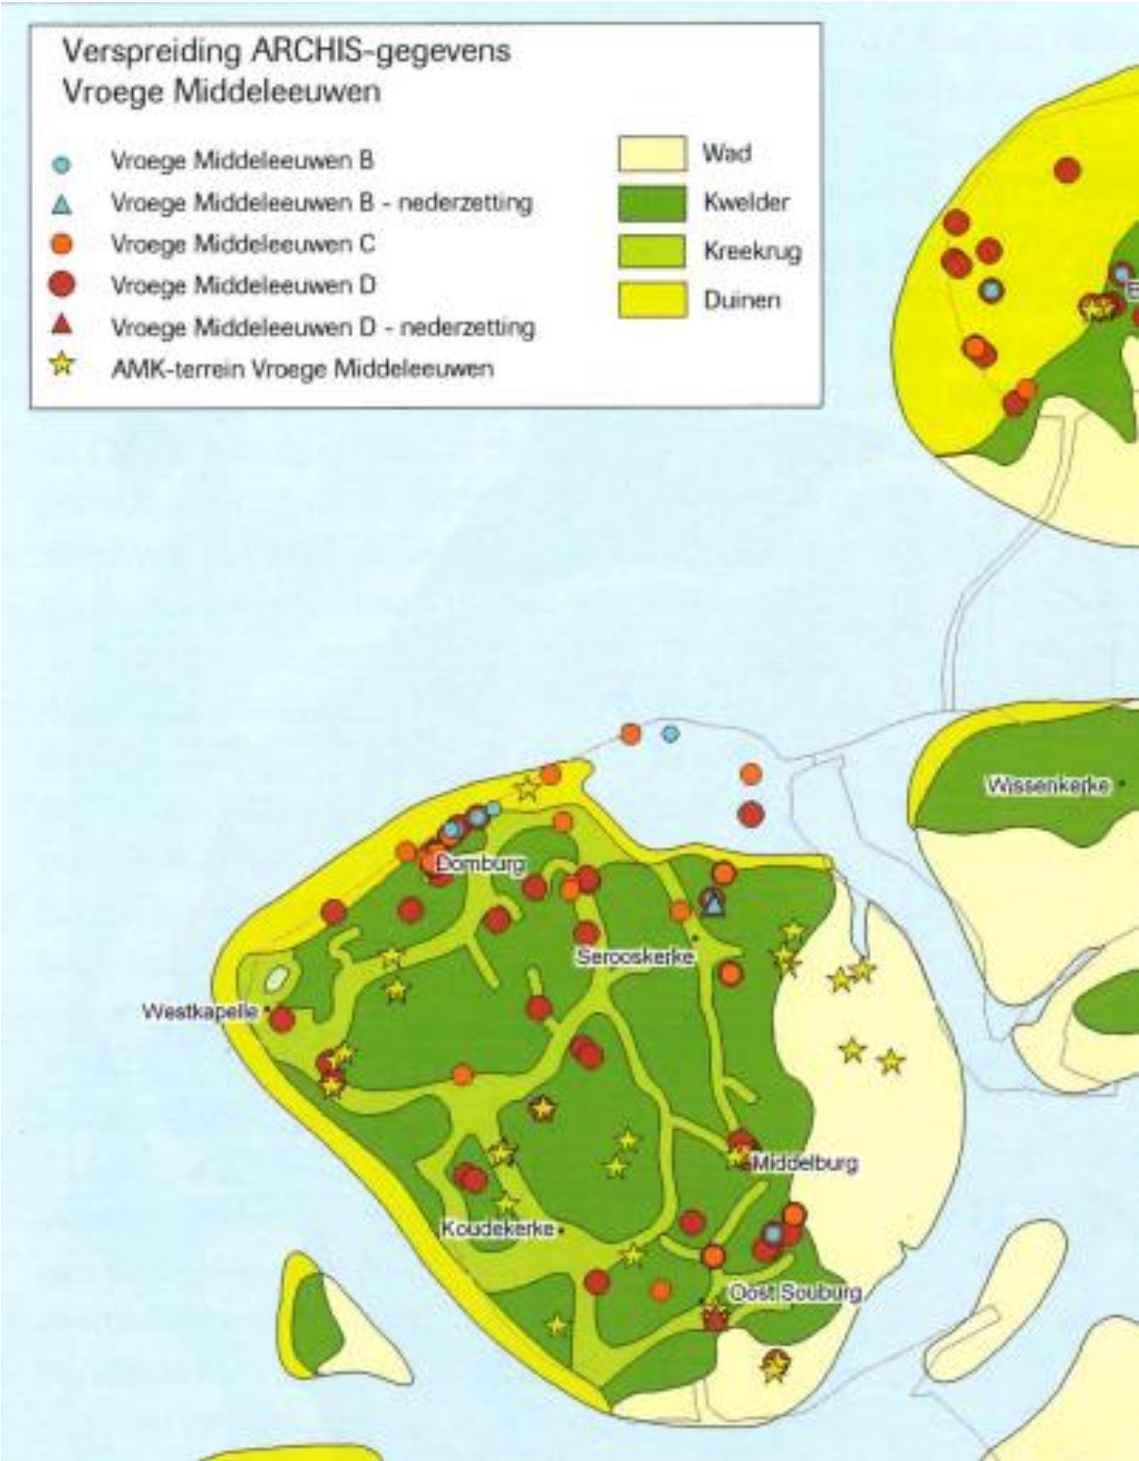 Verspreiding ARCHIS-gegevens
Vroege Middeleeuwen
Vroege Middeleeuwen B
Vroege Middeleeuwen B - nederzetting
Vroege Middeleeuwen C
Vroege Middeleeuwen D
Vroege Middeleeuwen D - nederzetting
AMK-terrein Vroege Middeleeuwen
Wad
Kwelder
Kreekrug
Duinen
Wissenkerke
Domburg
Serooskerke
Westkapelle
Middelburg
Koudekerke
Oost Souburg